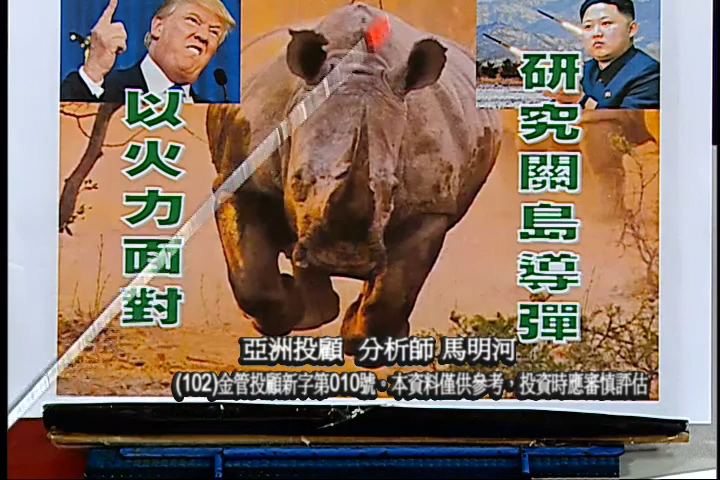 以火力面對
研究關島導彈
亞洲投顧 分析師 馬明河
(102)金管投顧新字第010號。本資料僅供參考，投資時應審慎評估